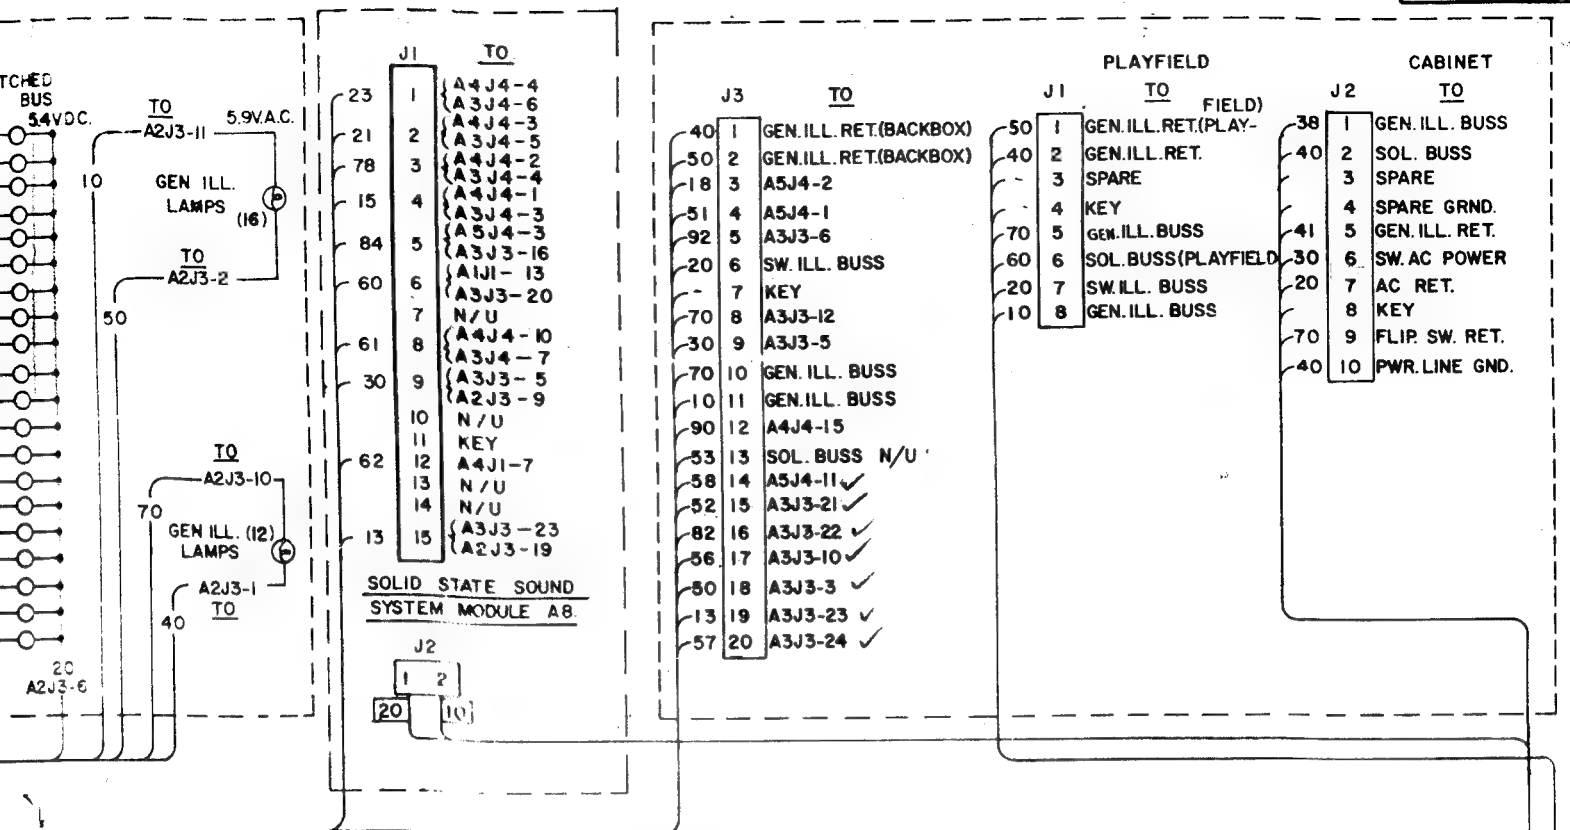 TCHED
BUS
5.4VDC.
TO
A2J3-11
5.9V.A.C.
10
GEN ILL.
LAMPS
(16)
TO
A2J3-2
50
TO
A2J3-10
70
GEN ILL. (12)
LAMPS
A2J3-1
TO
40
20
A2J3-6
J1 TO
23 1 A4J4-4
A3J4-6
21 2 A4J4-3
A3J4-5
78 3 A4J4-2
A3J4-4
15 4 A4J4-1
A3J4-3
84 5 A5J4-3
A3J3-16
60 6 A1J1-13
A3J3-20
7 N/U
61 8 A4J4-10
A3J4-7
30 9 A3J3-5
A2J3-9
10 N/U
11 KEY
62 12 A4J1-7
13 N/U
14 N/U
13 15 A3J3-23
A2J3-19
SOLID STATE SOUND
SYSTEM MODULE A8.
J2
1 2
20 10
J3 TO
40 1 GEN.ILL.RET.(BACKBOX)
50 2 GEN.ILL.RET.(BACKBOX)
18 3 A5J4-2
51 4 A5J4-1
92 5 A3J3-6
20 6 SW. ILL. BUSS
- 7 KEY
70 8 A3J3-12
30 9 A3J3-5
70 10 GEN. ILL. BUSS
10 11 GEN.ILL. BUSS
90 12 A4J4-15
53 13 SOL. BUSS N/U
58 14 A5J4-11 ✓
52 15 A3J3-21 ✓
82 16 A3J3-22 ✓
56 17 A3J3-10 ✓
50 18 A3J3-3 ✓
13 19 A3J3-23 ✓
57 20 A3J3-24 ✓
PLAYFIELD
J1 TO
FIELD)
50 1 GEN.ILL.RET.(PLAY-
40 2 GEN.ILL.RET.
- 3 SPARE
- 4 KEY
70 5 GEN.ILL.BUSS
60 6 SOL.BUSS(PLAYFIELD
20 7 SW.ILL. BUSS
10 8 GEN.ILL. BUSS
CABINET
J2 TO
38 1 GEN.ILL. BUSS
40 2 SOL. BUSS
3 SPARE
4 SPARE GRND.
41 5 GEN.ILL. RET.
30 6 SW. AC POWER
20 7 AC RET.
8 KEY
70 9 FLIP. SW. RET.
40 10 PWR.LINE GND.